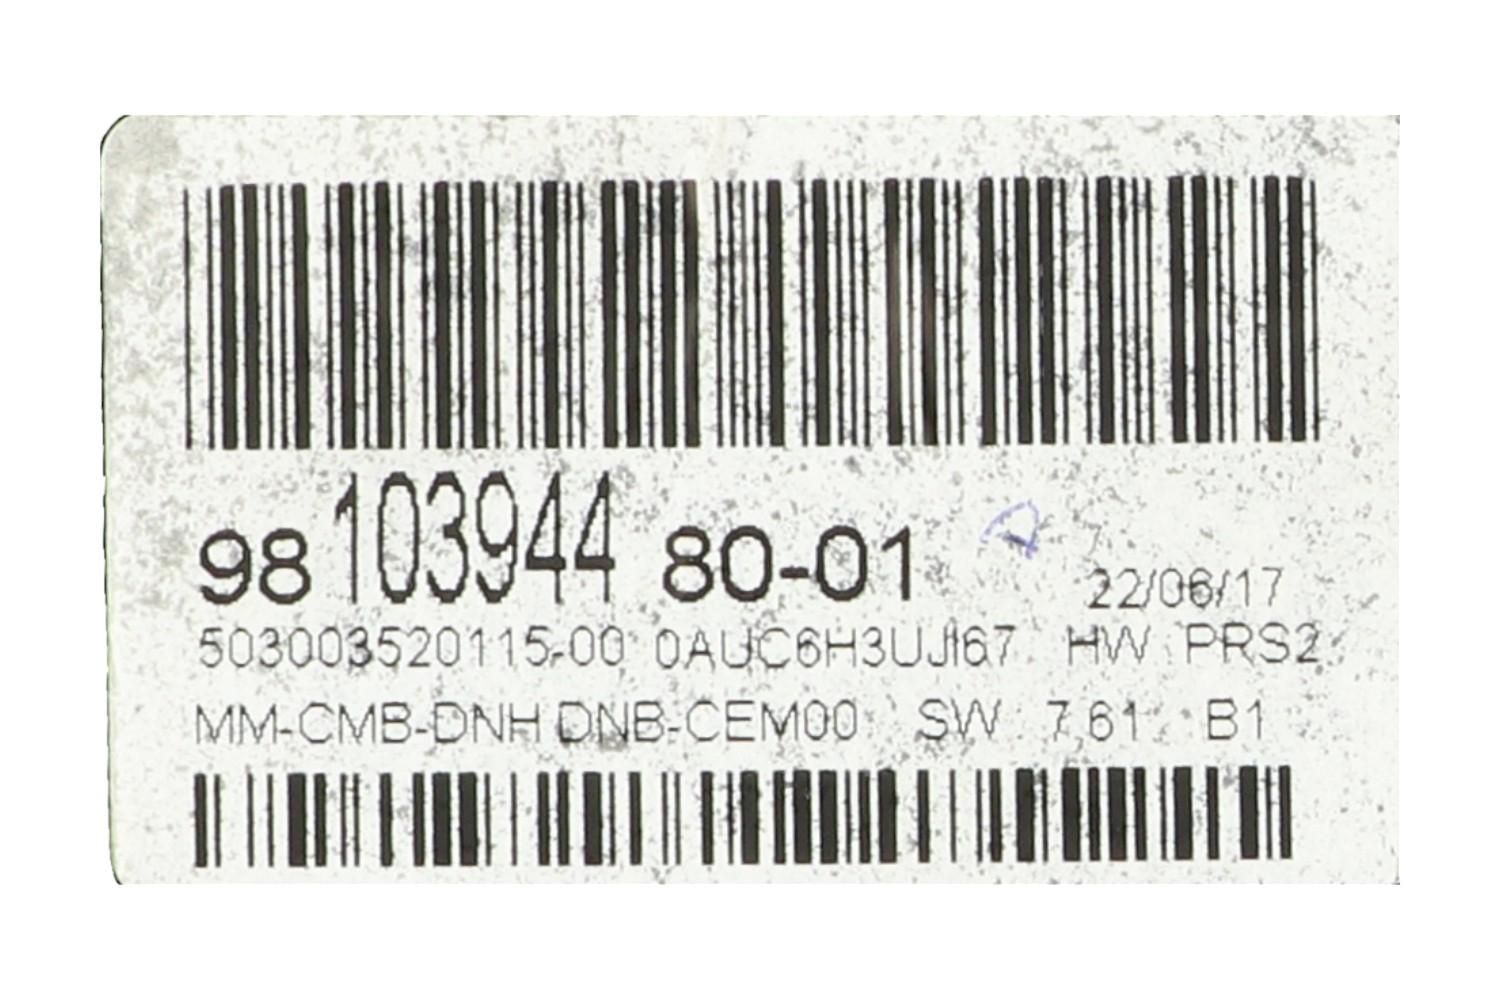 98 103944 80-01
22/06/17
503003520115-00 0AUC6H3UJI67 HW PRS2
MM-CMB-DNH DNB-CEM00 SW 7.61 B1